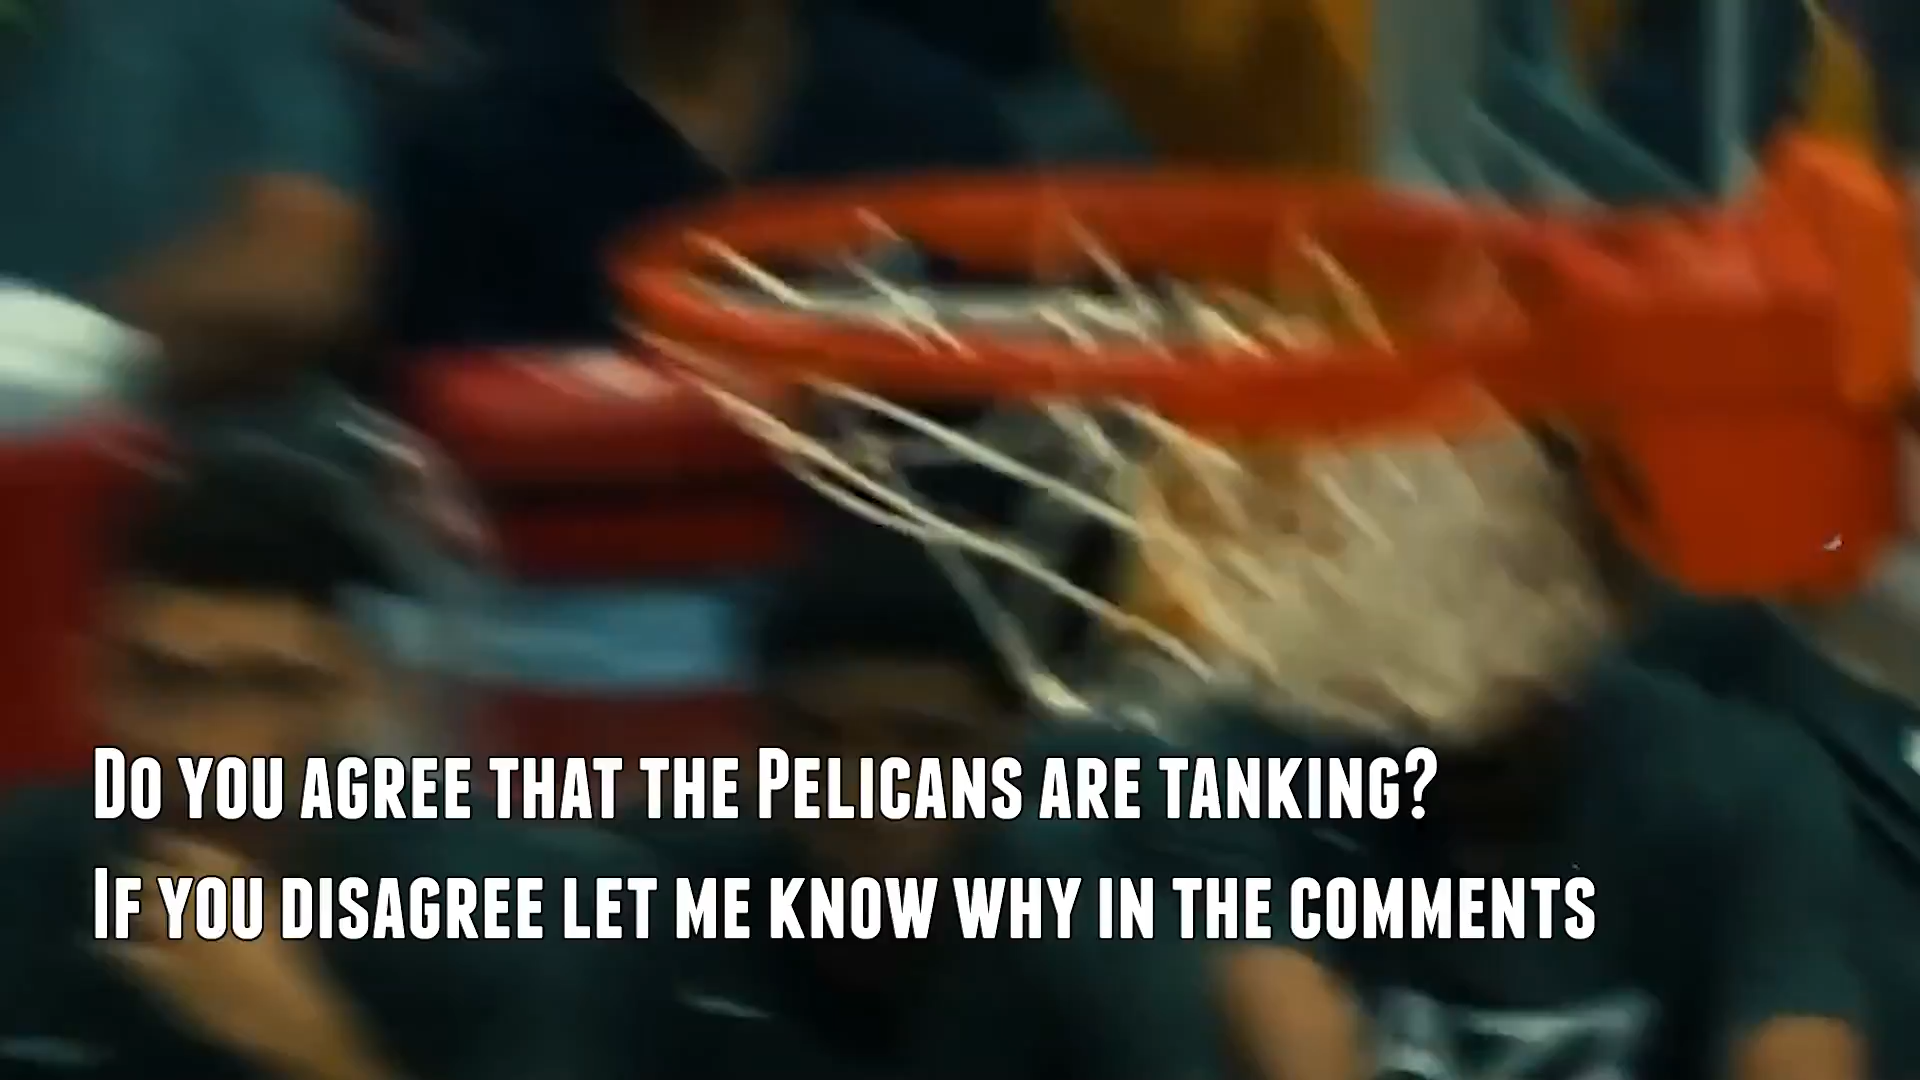 Do you agree that the Pelicans are tanking?
If you disagree let me know why in the comments